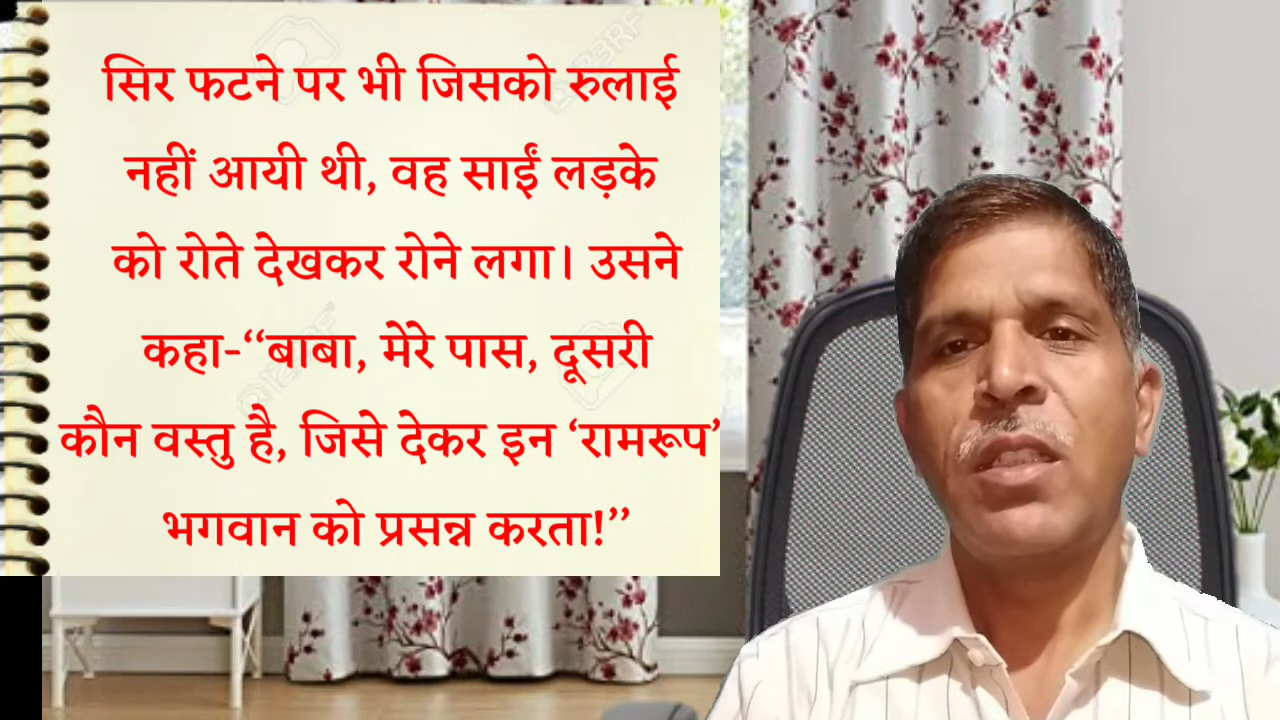 सिर फटने पर भी जिसको रुलाई
नहीं आयी थी, वह साईं लड़के
को रोते देखकर रोने लगा। उसने
कहा-“बाबा, मेरे पास, दूसरी
कौन वस्तु है, जिसे देकर इन ‘रामरूप’
भगवान को प्रसन्न करता!”